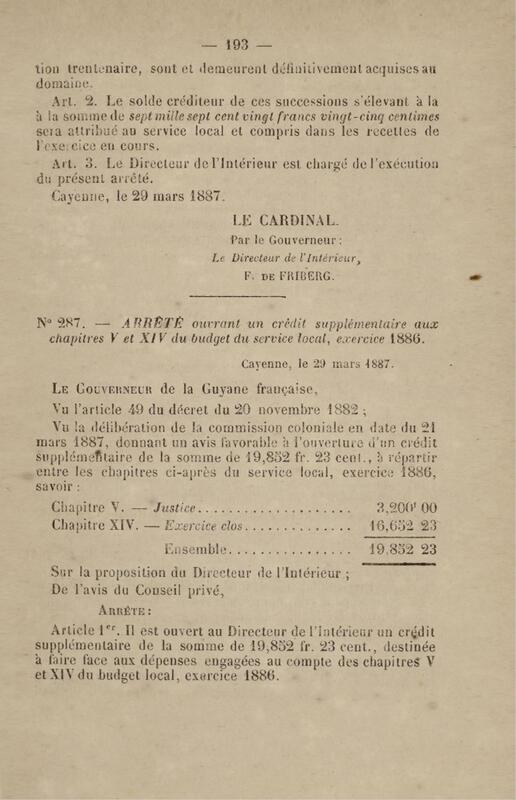 — 193 —
tion trentenaire, sont et demeurent définitivement acquises au
domaine.
Art. 2. Le solde créditeur de ces successions s'élevant à la
à la somme de sept mille sept cent vingt francs vingt-cinq centimes
sera attribué au service local et compris dans les recettes de
l'exercice en cours.
Art. 3. Le Directeur de l'Intérieur est chargé de l'exécution
du présent arrêté.
Cayenne, le 29 mars 1887.
LE CARDINAL.
Par le Gouverneur :
Le Directeur de l'Intérieur,
F. DE FRIBERG.
N° 287. — ARRÊTÉ ouvrant un crédit supplémentaire aux
chapitres V et XIV du budget du service local, exercice 1886.
Cayenne, le 29 mars 1887.
LE GOUVERNEUR de la Guyane française,
Vu l'article 49 du décret du 20 novembre 1882 ;
Vu la délibération de la commission coloniale en date du 21
mars 1887, donnant un avis favorable à l'ouverture d'un crédit
supplémentaire de la somme de 19,852 fr. 23 cent., à répartir
entre les chapitres ci-après du service local, exercice 1886,
savoir :
Chapitre V. — Justice..................... 3,200f 00
Chapitre XIV. — Exercice clos.............. 16,652 23
Ensemble................ 19,852 23
Sur la proposition du Directeur de l'Intérieur ;
De l'avis du Conseil privé,
ARRÊTE :
Article 1er. Il est ouvert au Directeur de l'Intérieur un crédit
supplémentaire de la somme de 19,852 fr. 23 cent., destinée
à faire face aux dépenses engagées au compte des chapitres V
et XIV du budget local, exercice 1886.